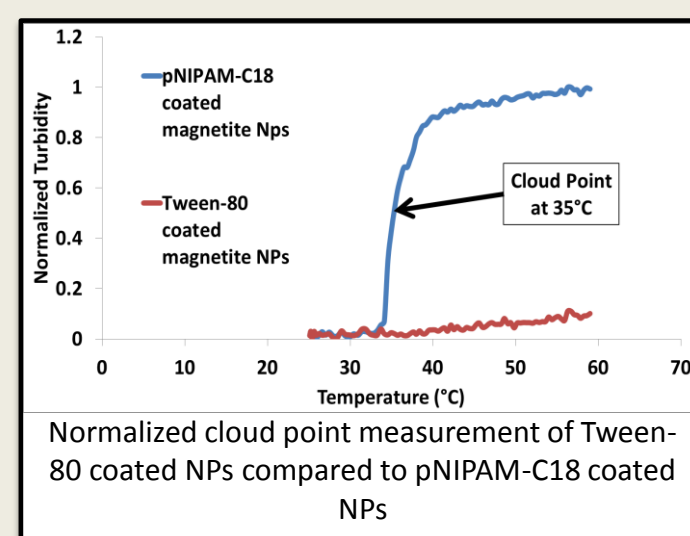 1.2
1
0.8
0.6
0.4
0.2
0
Normalized Turbidity
pNIPAM-C18
coated
magnetite Nps
Tween-80
coated
magnetite NPs
Cloud Point
at 35°C
0 10 20 30 40 50 60 70
Temperature (°C)
Normalized cloud point measurement of Tween-
80 coated NPs compared to pNIPAM-C18 coated
NPs